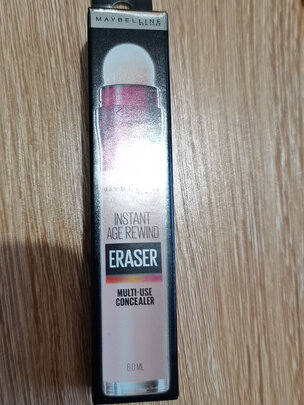 MAYBELLINE
INSTANT
AGE REWIND
ERASER
MULTI-USE
CONCEALER
6.0 ML